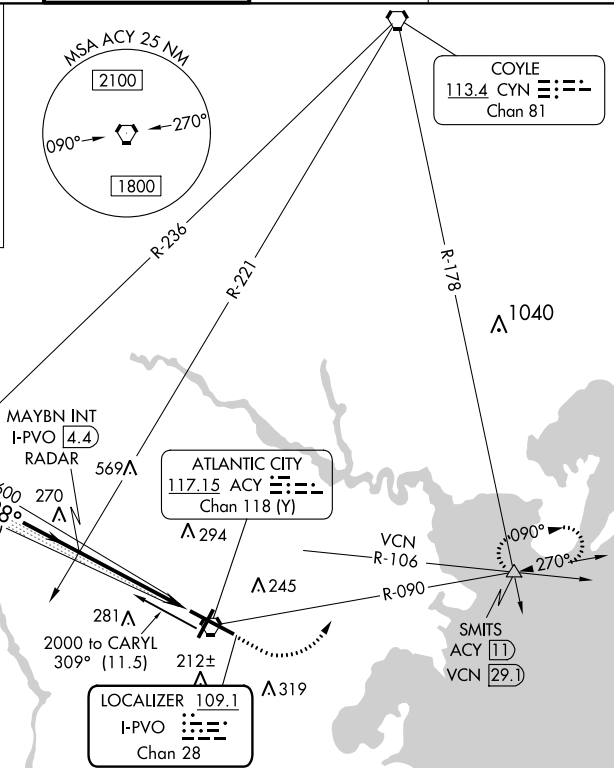 MSA ACY 25 NM
2100
090°
270°
1800
COYLE
113.4 CYN
Chan 81
R-236
R-221
R-178
1040
MAYBN INT
I-PVO 4.4
RADAR
569
270
ATLANTIC CITY
117.15 ACY
Chan 118 (Y)
294
VCN
R-106
090°
270°
245
R-090
281
2000 to CARYL
309° (11.5)
212±
SMITS
ACY 11
VCN 29.1
319
LOCALIZER 109.1
I-PVO
Chan 28